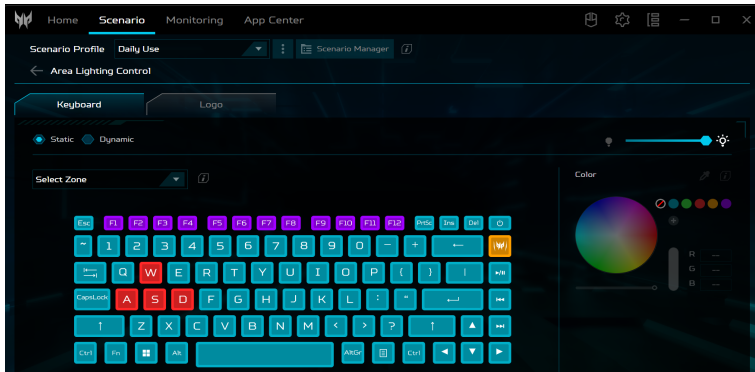 Home Scenario Monitoring App Center
Scenario Profile Daily Use Scenario Manager
Area Lighting Control
Keyboard Logo
Static Dynamic
Select Zone
Color
R --
G --
B --
Esc F1 F2 F3 F4 F5 F6 F7 F8 F9 F10 F11 F12 PrtSc Ins Del
~ 1 2 3 4 5 6 7 8 9 0 - +
Q W E R T Y U I O P ( ) |
CapsLock A S D F G H J K L : "
Z X C V B N M < > ?
Ctrl Fn Alt AltGr Ctrl